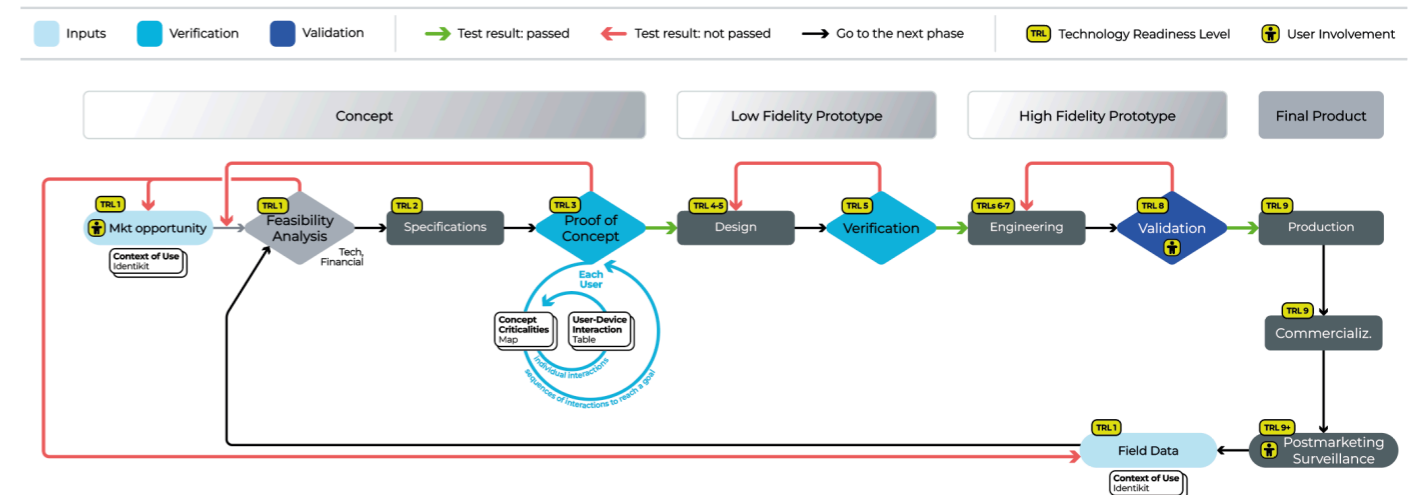 Inputs
Verification
Validation
Test result: passed
Test result: not passed
Go to the next phase
TRL
Technology Readiness Level
User Involvement
Concept
Low Fidelity Prototype
High Fidelity Prototype
Final Product
TRL 1
Mkt opportunity
Context of Use
Identikit
TRL 1
Feasibility
Analysis
Tech,
Financial
TRL 2
Specifications
TRL 3
Proof of
Concept
Each
User
Concept
Criticalities
Map
User-Device
Interaction
Table
individual interactions
sequences of interactions to reach a goal
TRL 4-5
Design
TRL 5
Verification
TRLs 6-7
Engineering
TRL 8
Validation
TRL 9
Production
TRL 9
Commercializ.
TRL 9+
Postmarketing
Surveillance
TRL 1
Field Data
Context of Use
Identikit